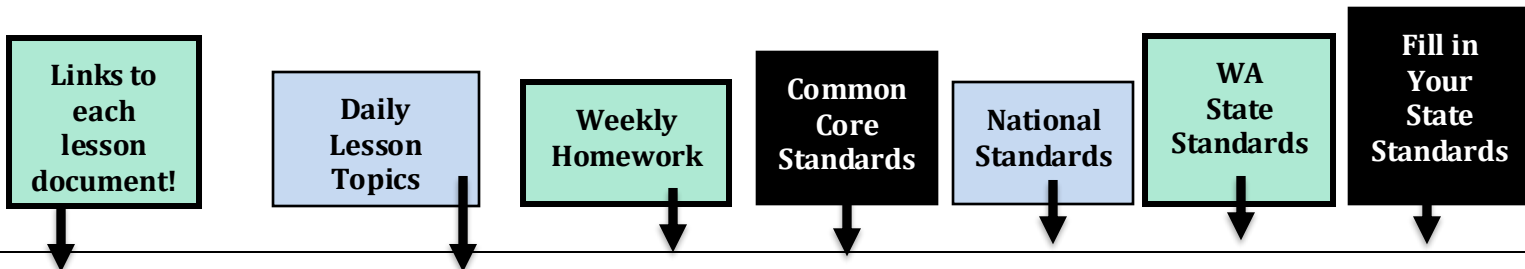 Links to
each
lesson
document!
Daily
Lesson
Topics
Weekly
Homework
Common
Core
Standards
National
Standards
WA
State
Standards
Fill in
Your
State
Standards